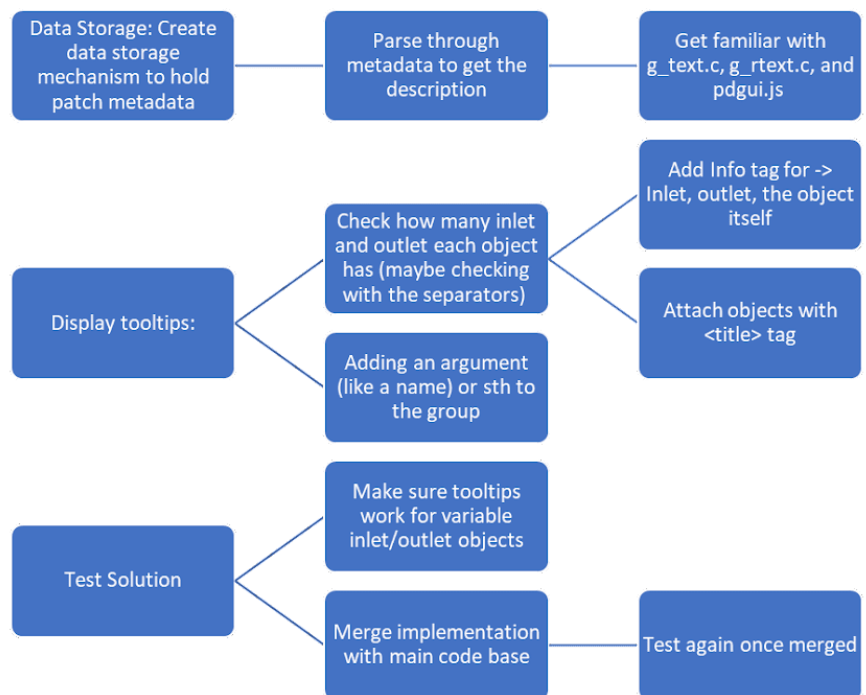 Data Storage: Create
data storage
mechanism to hold
patch metadata
Parse through
metadata to get the
description
Get familiar with
g_text.c, g_rtext.c, and
pdgui.js
Display tooltips:
Check how many inlet
and outlet each object
has (maybe checking
with the separators)
Add Info tag for ->
Inlet, outlet, the object
itself
Attach objects with
<title> tag
Adding an argument
(like a name) or sth to
the group
Test Solution
Make sure tooltips
work for variable
inlet/outlet objects
Merge implementation
with main code base
Test again once merged